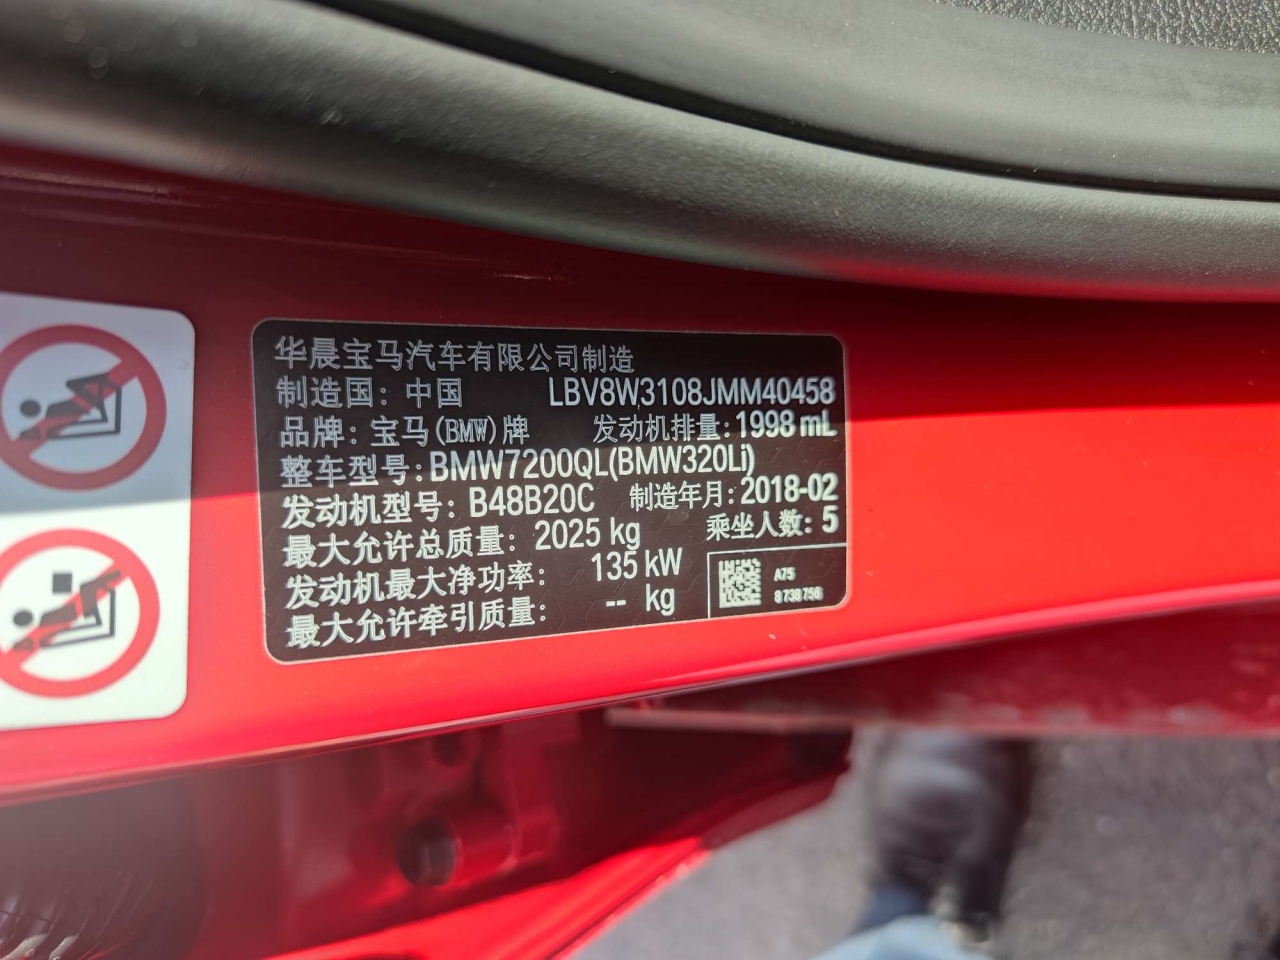 华晨宝马汽车有限公司制造
制造国：中国 LBV8W3108JMM40458
品牌：宝马(BMW)牌 发动机排量：1998 mL
整车型号：BMW7200QL(BMW320Li)
发动机型号：B48B20C 制造年月：2018-02
最大允许总质量：2025 kg 乘坐人数：5
发动机最大净功率：135 kW
最大允许牵引质量：-- kg
A75
8 738 756